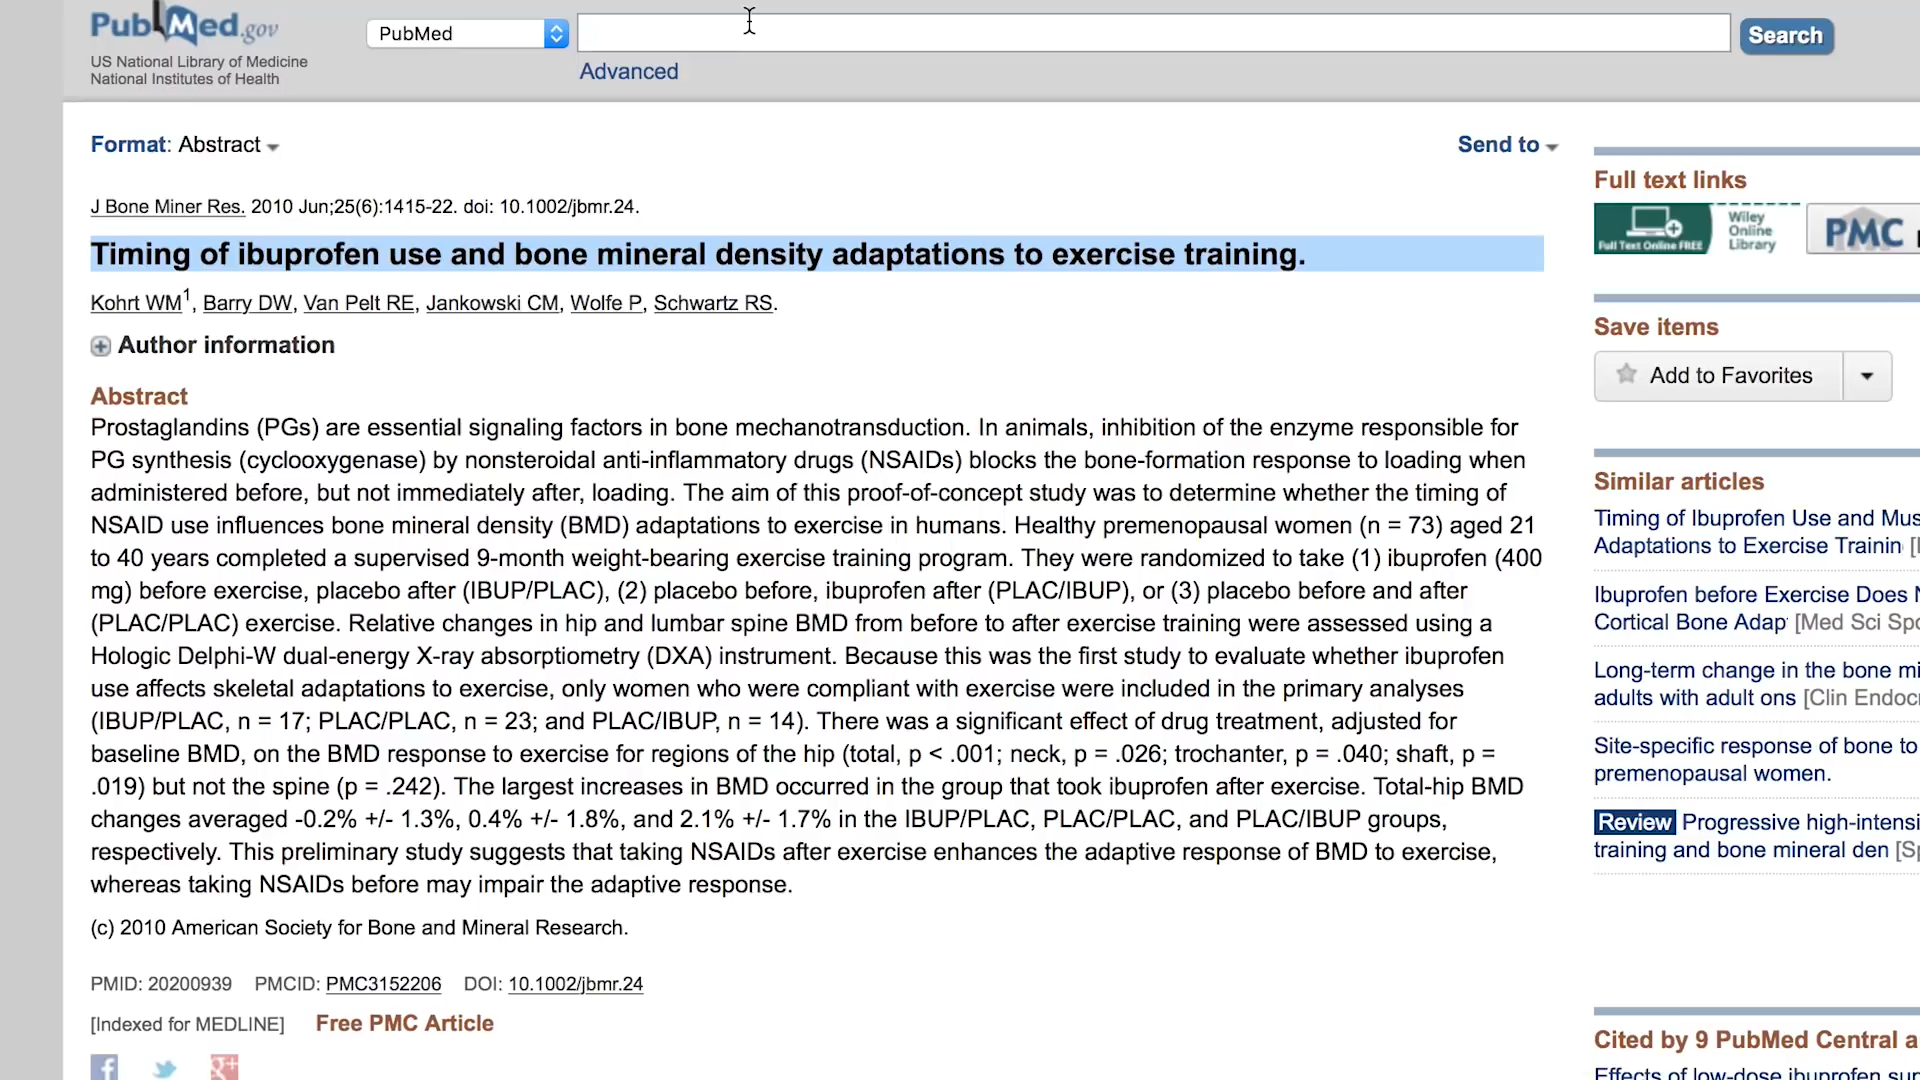 PubMed.gov
US National Library of Medicine
National Institutes of Health
PubMed
Search
Advanced
Format: Abstract
Send to
J Bone Miner Res. 2010 Jun;25(6):1415-22. doi: 10.1002/jbmr.24.
Timing of ibuprofen use and bone mineral density adaptations to exercise training.
Kohrt WM1, Barry DW, Van Pelt RE, Jankowski CM, Wolfe P, Schwartz RS.
Author information
Abstract
Prostaglandins (PGs) are essential signaling factors in bone mechanotransduction. In animals, inhibition of the enzyme responsible for
PG synthesis (cyclooxygenase) by nonsteroidal anti-inflammatory drugs (NSAIDs) blocks the bone-formation response to loading when
administered before, but not immediately after, loading. The aim of this proof-of-concept study was to determine whether the timing of
NSAID use influences bone mineral density (BMD) adaptations to exercise in humans. Healthy premenopausal women (n = 73) aged 21
to 40 years completed a supervised 9-month weight-bearing exercise training program. They were randomized to take (1) ibuprofen (400
mg) before exercise, placebo after (IBUP/PLAC), (2) placebo before, ibuprofen after (PLAC/IBUP), or (3) placebo before and after
(PLAC/PLAC) exercise. Relative changes in hip and lumbar spine BMD from before to after exercise training were assessed using a
Hologic Delphi-W dual-energy X-ray absorptiometry (DXA) instrument. Because this was the first study to evaluate whether ibuprofen
use affects skeletal adaptations to exercise, only women who were compliant with exercise were included in the primary analyses
(IBUP/PLAC, n = 17; PLAC/PLAC, n = 23; and PLAC/IBUP, n = 14). There was a significant effect of drug treatment, adjusted for
baseline BMD, on the BMD response to exercise for regions of the hip (total, p < .001; neck, p = .026; trochanter, p = .040; shaft, p =
.019) but not the spine (p = .242). The largest increases in BMD occurred in the group that took ibuprofen after exercise. Total-hip BMD
changes averaged -0.2% +/- 1.3%, 0.4% +/- 1.8%, and 2.1% +/- 1.7% in the IBUP/PLAC, PLAC/PLAC, and PLAC/IBUP groups,
respectively. This preliminary study suggests that taking NSAIDs after exercise enhances the adaptive response of BMD to exercise,
whereas taking NSAIDs before may impair the adaptive response.
(c) 2010 American Society for Bone and Mineral Research.
PMID: 20200939 PMCID: PMC3152206 DOI: 10.1002/jbmr.24
[Indexed for MEDLINE] Free PMC Article
Full text links
Full Text Online FREE
Wiley
Online
Library
PMC
Save items
Add to Favorites
Similar articles
Timing of Ibuprofen Use and Mus
Adaptations to Exercise Trainin
Ibuprofen before Exercise Does
Cortical Bone Adap [Med Sci Spo
Long-term change in the bone mi
adults with adult ons [Clin Endoc
Site-specific response of bone to
premenopausal women.
Review Progressive high-intensi
training and bone mineral den [Sp
Cited by 9 PubMed Central a
Effects of low-dose ibuprofen su